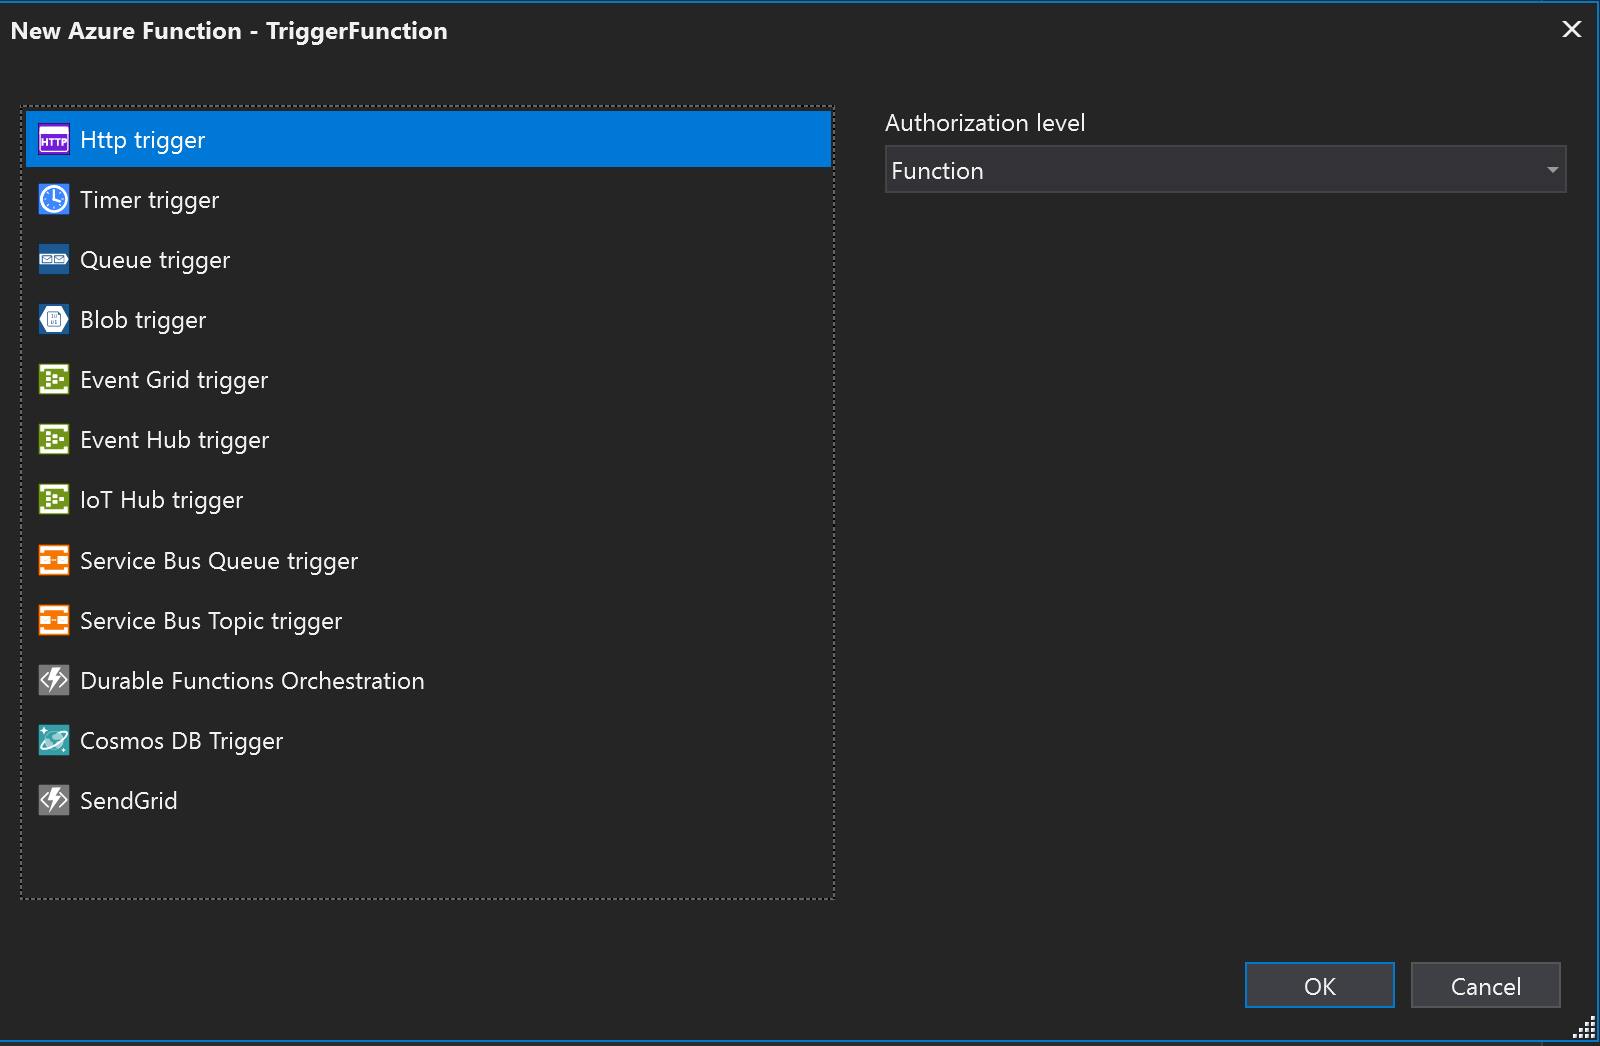 New Azure Function - TriggerFunction
HTTP Http trigger
Timer trigger
Queue trigger
Blob trigger
Event Grid trigger
Event Hub trigger
IoT Hub trigger
Service Bus Queue trigger
Service Bus Topic trigger
Durable Functions Orchestration
Cosmos DB Trigger
SendGrid
Authorization level
Function
OK
Cancel